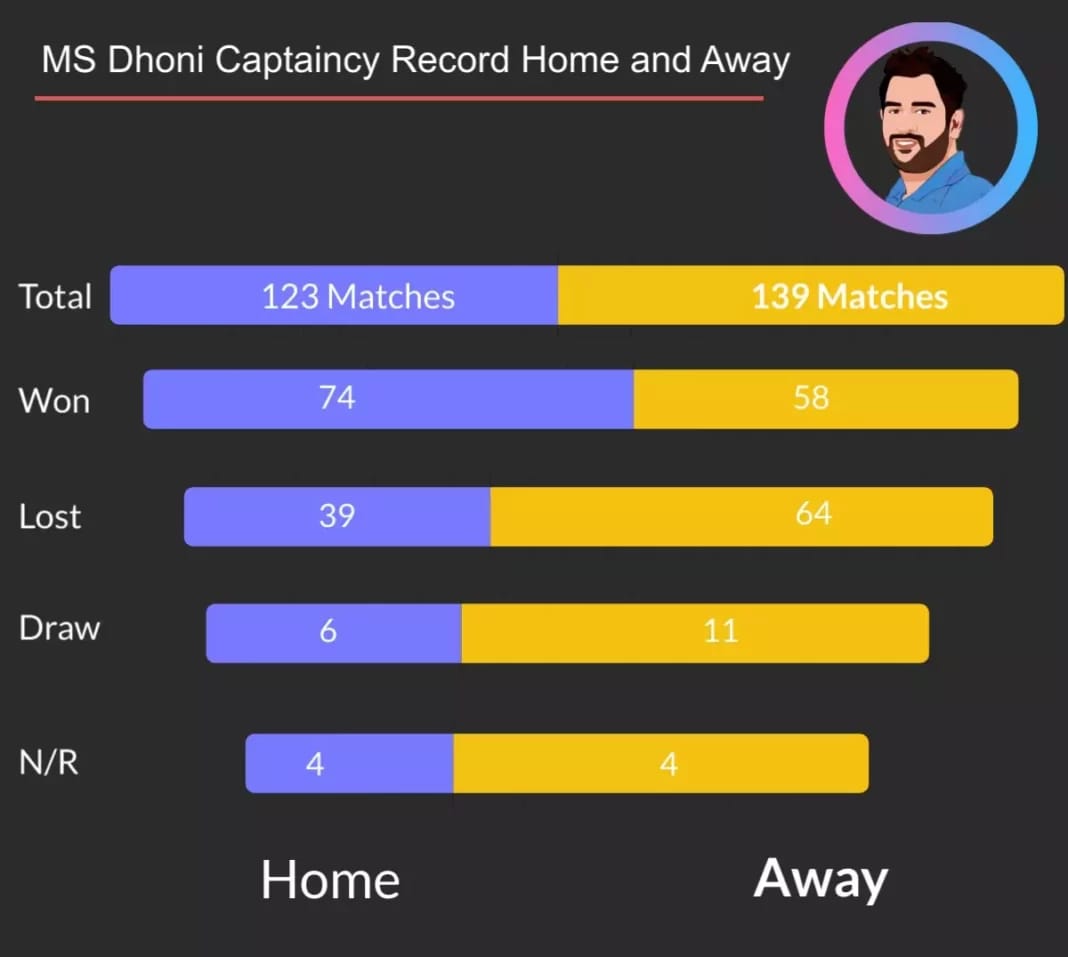 MS Dhoni Captaincy Record Home and Away
Total 123 Matches 139 Matches
Won 74 58
Lost 39 64
Draw 6 11
N/R 4 4
Home Away